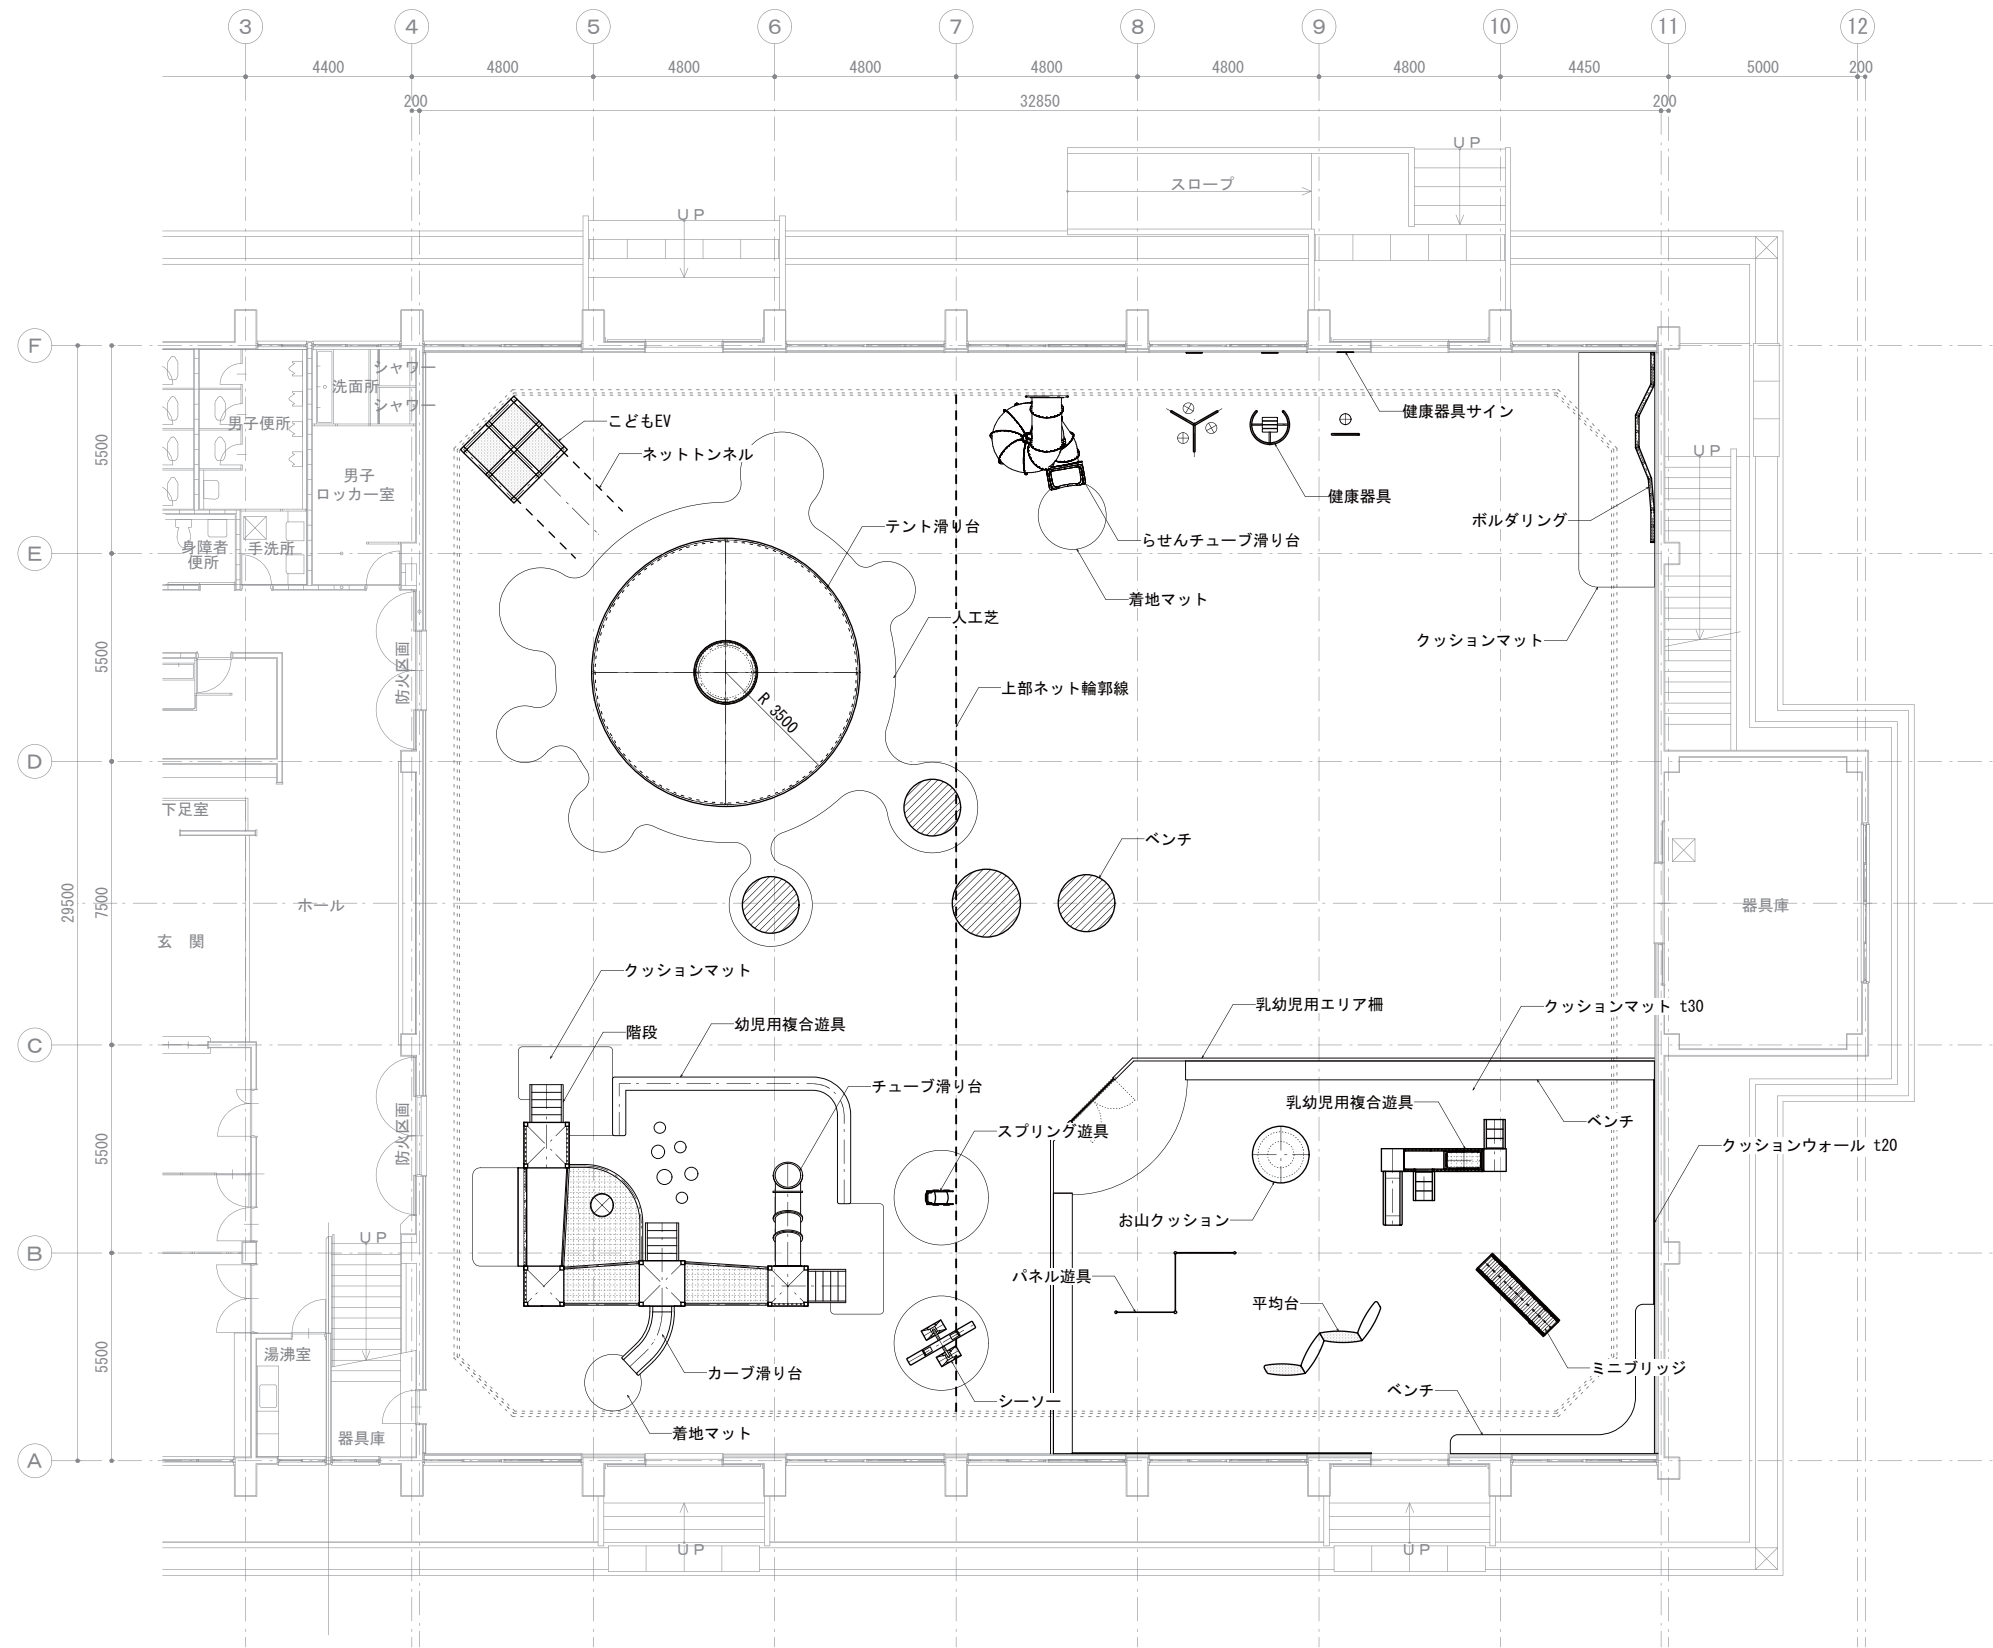 3 4 5 6 7 8 9 10 11 12
4400 4800 4800 4800 4800 4800 4800 4450 5000 200
200 32850 200
UP
スロープ
UP
F
シャワー
洗面所
シャワー
男子便所
こどもEV
健康器具サイン
ネットトンネル
UP
5500
男子
ロッカー室
健康器具
テント滑り台
ボルダリング
らせんチューブ滑り台
E
身障者
便所
手洗所
着地マット
人工芝
クッションマット
5500
防火区画
上部ネット輪郭線
R 3500
D
下足室
ベンチ
29500
7500
ホール
器具庫
玄 関
クッションマット
乳幼児用エリア柵
クッションマット t30
階段
幼児用複合遊具
C
チューブ滑り台
乳幼児用複合遊具
ベンチ
スプリング遊具
クッションウォール t20
5500
防火区画
お山クッション
UP
B
パネル遊具
平均台
5500
湯沸室
ミニブリッジ
カーブ滑り台
ベンチ
シーソー
着地マット
器具庫
A
UP
UP